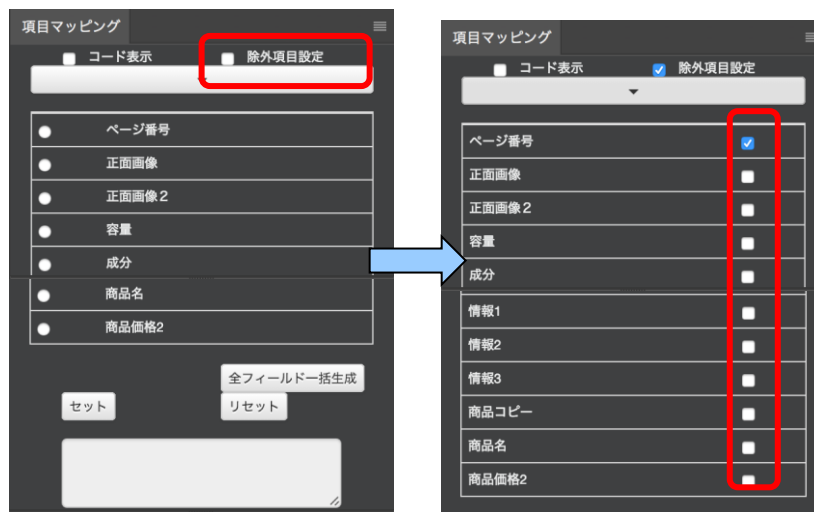 項目マッピング
コード表示 除外項目設定
ページ番号
正面画像
正面画像２
容量
成分
商品名
商品価格2
全フィールド一括生成
セット リセット
項目マッピング
コード表示 除外項目設定
ページ番号
正面画像
正面画像２
容量
成分
情報1
情報2
情報3
商品コピー
商品名
商品価格2